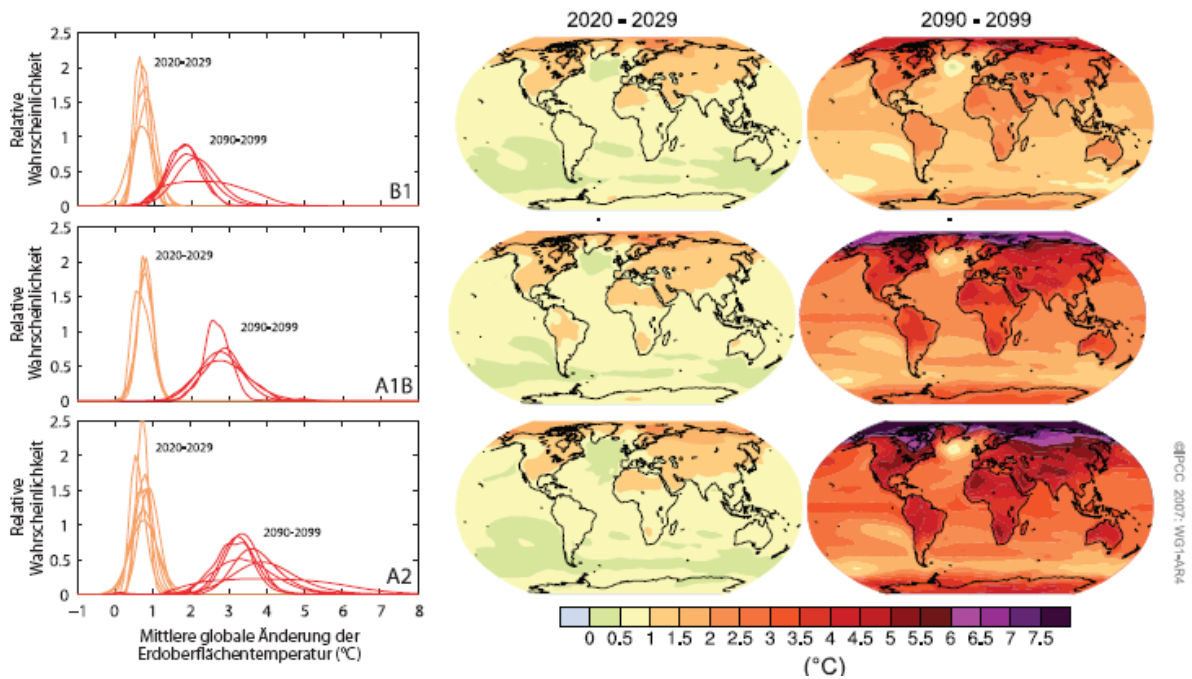 2020 - 2029
2090 - 2099
2.5
2
1.5
1
0.5
0
Relative
Wahrscheinlichkeit
2020-2029
2090-2099
B1
2.5
2
1.5
1
0.5
0
Relative
Wahrscheinlichkeit
2020-2029
2090-2099
A1B
2.5
2
1.5
1
0.5
0
Relative
Wahrscheinlichkeit
2020-2029
2090-2099
A2
−1 0 1 2 3 4 5 6 7 8
Mittlere globale Änderung der
Erdoberflächentemperatur (°C)
0 0.5 1 1.5 2 2.5 3 3.5 4 4.5 5 5.5 6 6.5 7 7.5
(°C)
©IPCC 2007: WG1-AR4